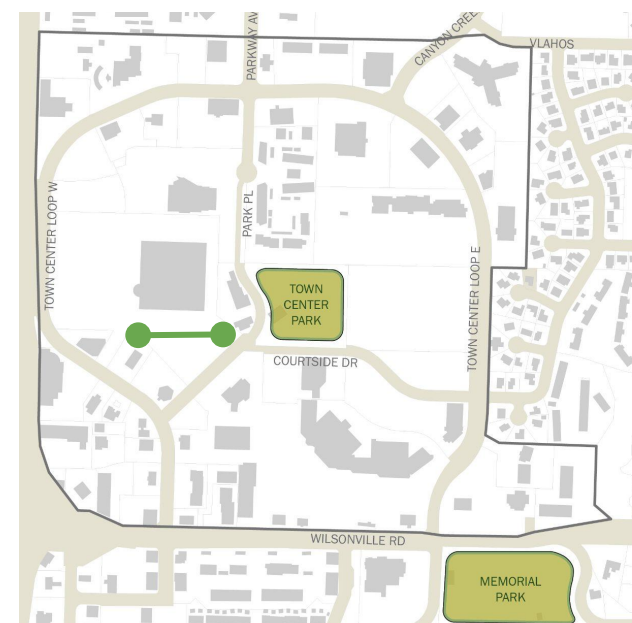 PARKWAY AV
CANYON CREE
VLAHOS
TOWN CENTER LOOP W
PARK PL
TOWN CENTER LOOP E
TOWN
CENTER
PARK
COURTSIDE DR
WILSONVILLE RD
MEMORIAL
PARK